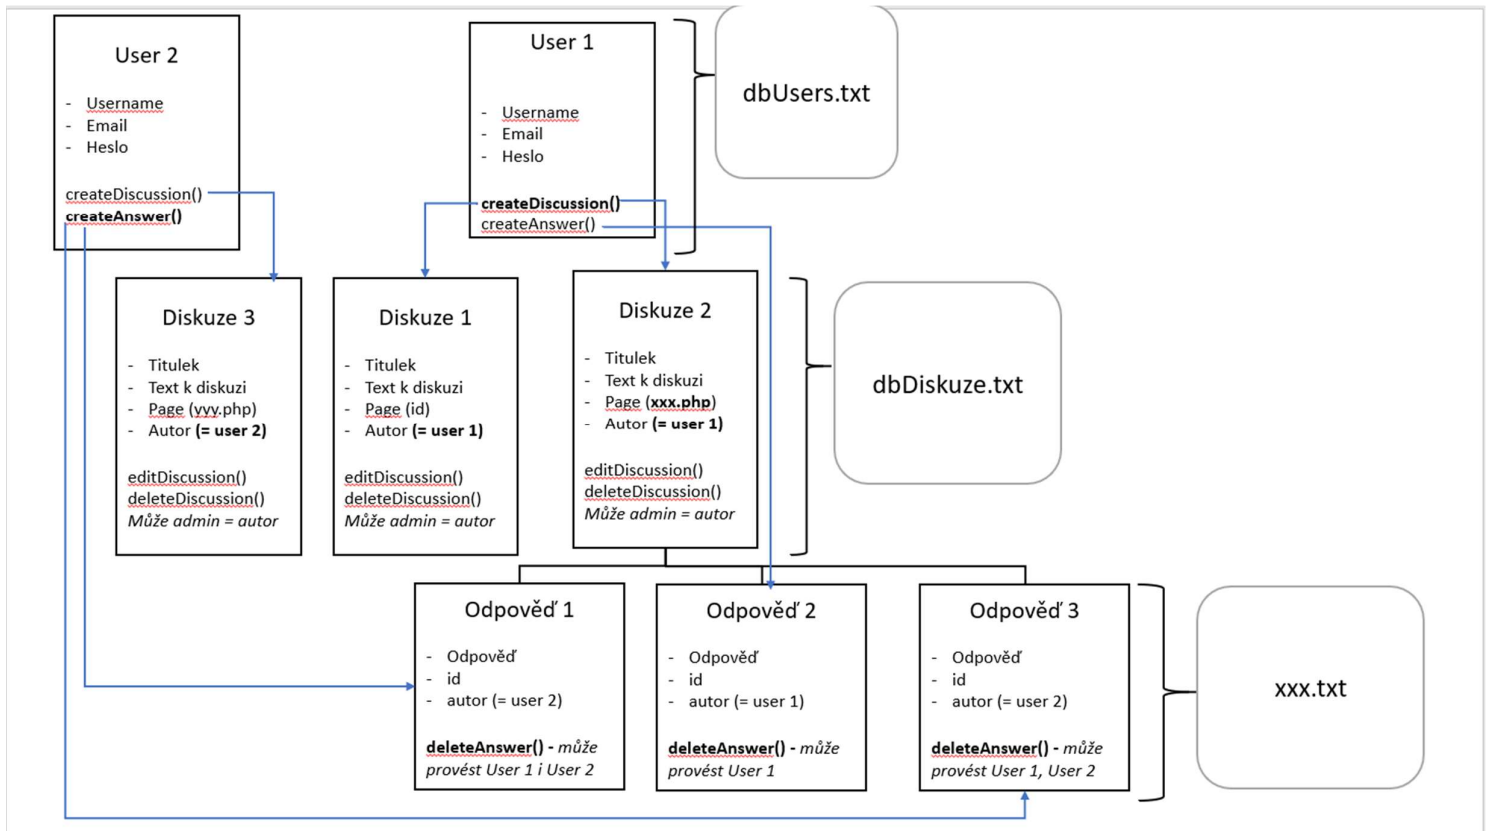 User 2
- Username
- Email
- Heslo
createDiscussion()
createAnswer()
User 1
- Username
- Email
- Heslo
createDiscussion()
createAnswer()
dbUsers.txt
Diskuze 3
- Titulek
- Text k diskuzi
- Page (yyy.php)
- Autor (= user 2)
editDiscussion()
deleteDiscussion()
Může admin = autor
Diskuze 1
- Titulek
- Text k diskuzi
- Page (id)
- Autor (= user 1)
editDiscussion()
deleteDiscussion()
Může admin = autor
Diskuze 2
- Titulek
- Text k diskuzi
- Page (xxx.php)
- Autor (= user 1)
editDiscussion()
deleteDiscussion()
Může admin = autor
dbDiskuze.txt
Odpověď 1
- Odpověď
- id
- autor (= user 2)
deleteAnswer() - může
provést User 1 i User 2
Odpověď 2
- Odpověď
- id
- autor (= user 1)
deleteAnswer() - může
provést User 1
Odpověď 3
- Odpověď
- id
- autor (= user 2)
deleteAnswer() - může
provést User 1, User 2
xxx.txt